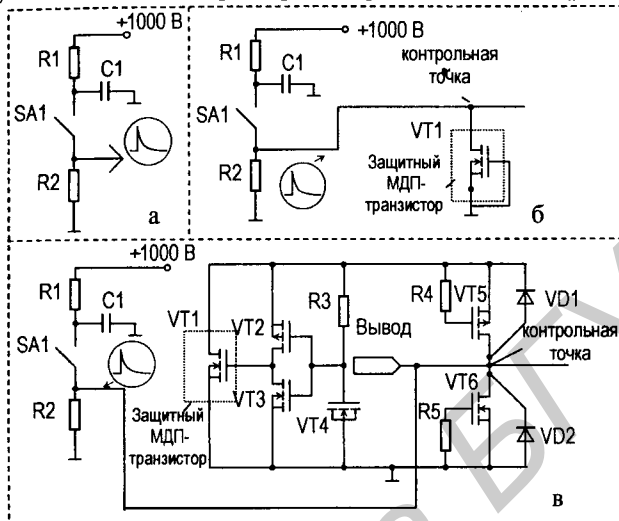 +1000 В
R1
C1
SA1
R2
а
+1000 В
R1
C1
SA1
R2
контрольная
точка
VT1
Защитный
МДП-
транзистор
б
+1000 В
R1
C1
SA1
R2
VT1
Защитный
МДП-
транзистор
VT2
VT3
R3
Вывод
VT4
R4
VT5
VD1
контрольная
точка
VT6
R5
VD2
в